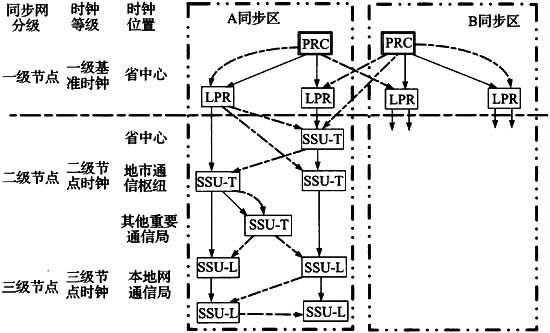 同步网
分级
时钟
等级
时钟
位置
A同步区
B同步区
PRC
PRC
一级节点
一级基
准时钟
省中心
LPR
LPR
LPR
LPR
省中心
SSU-T
二级节点
二级节
点时钟
地市通
信枢纽
SSU-T
SSU-T
其他重要
通信局
SSU-T
三级节点
三级节
点时钟
本地网
通信局
SSU-L
SSU-L
SSU-L
SSU-L